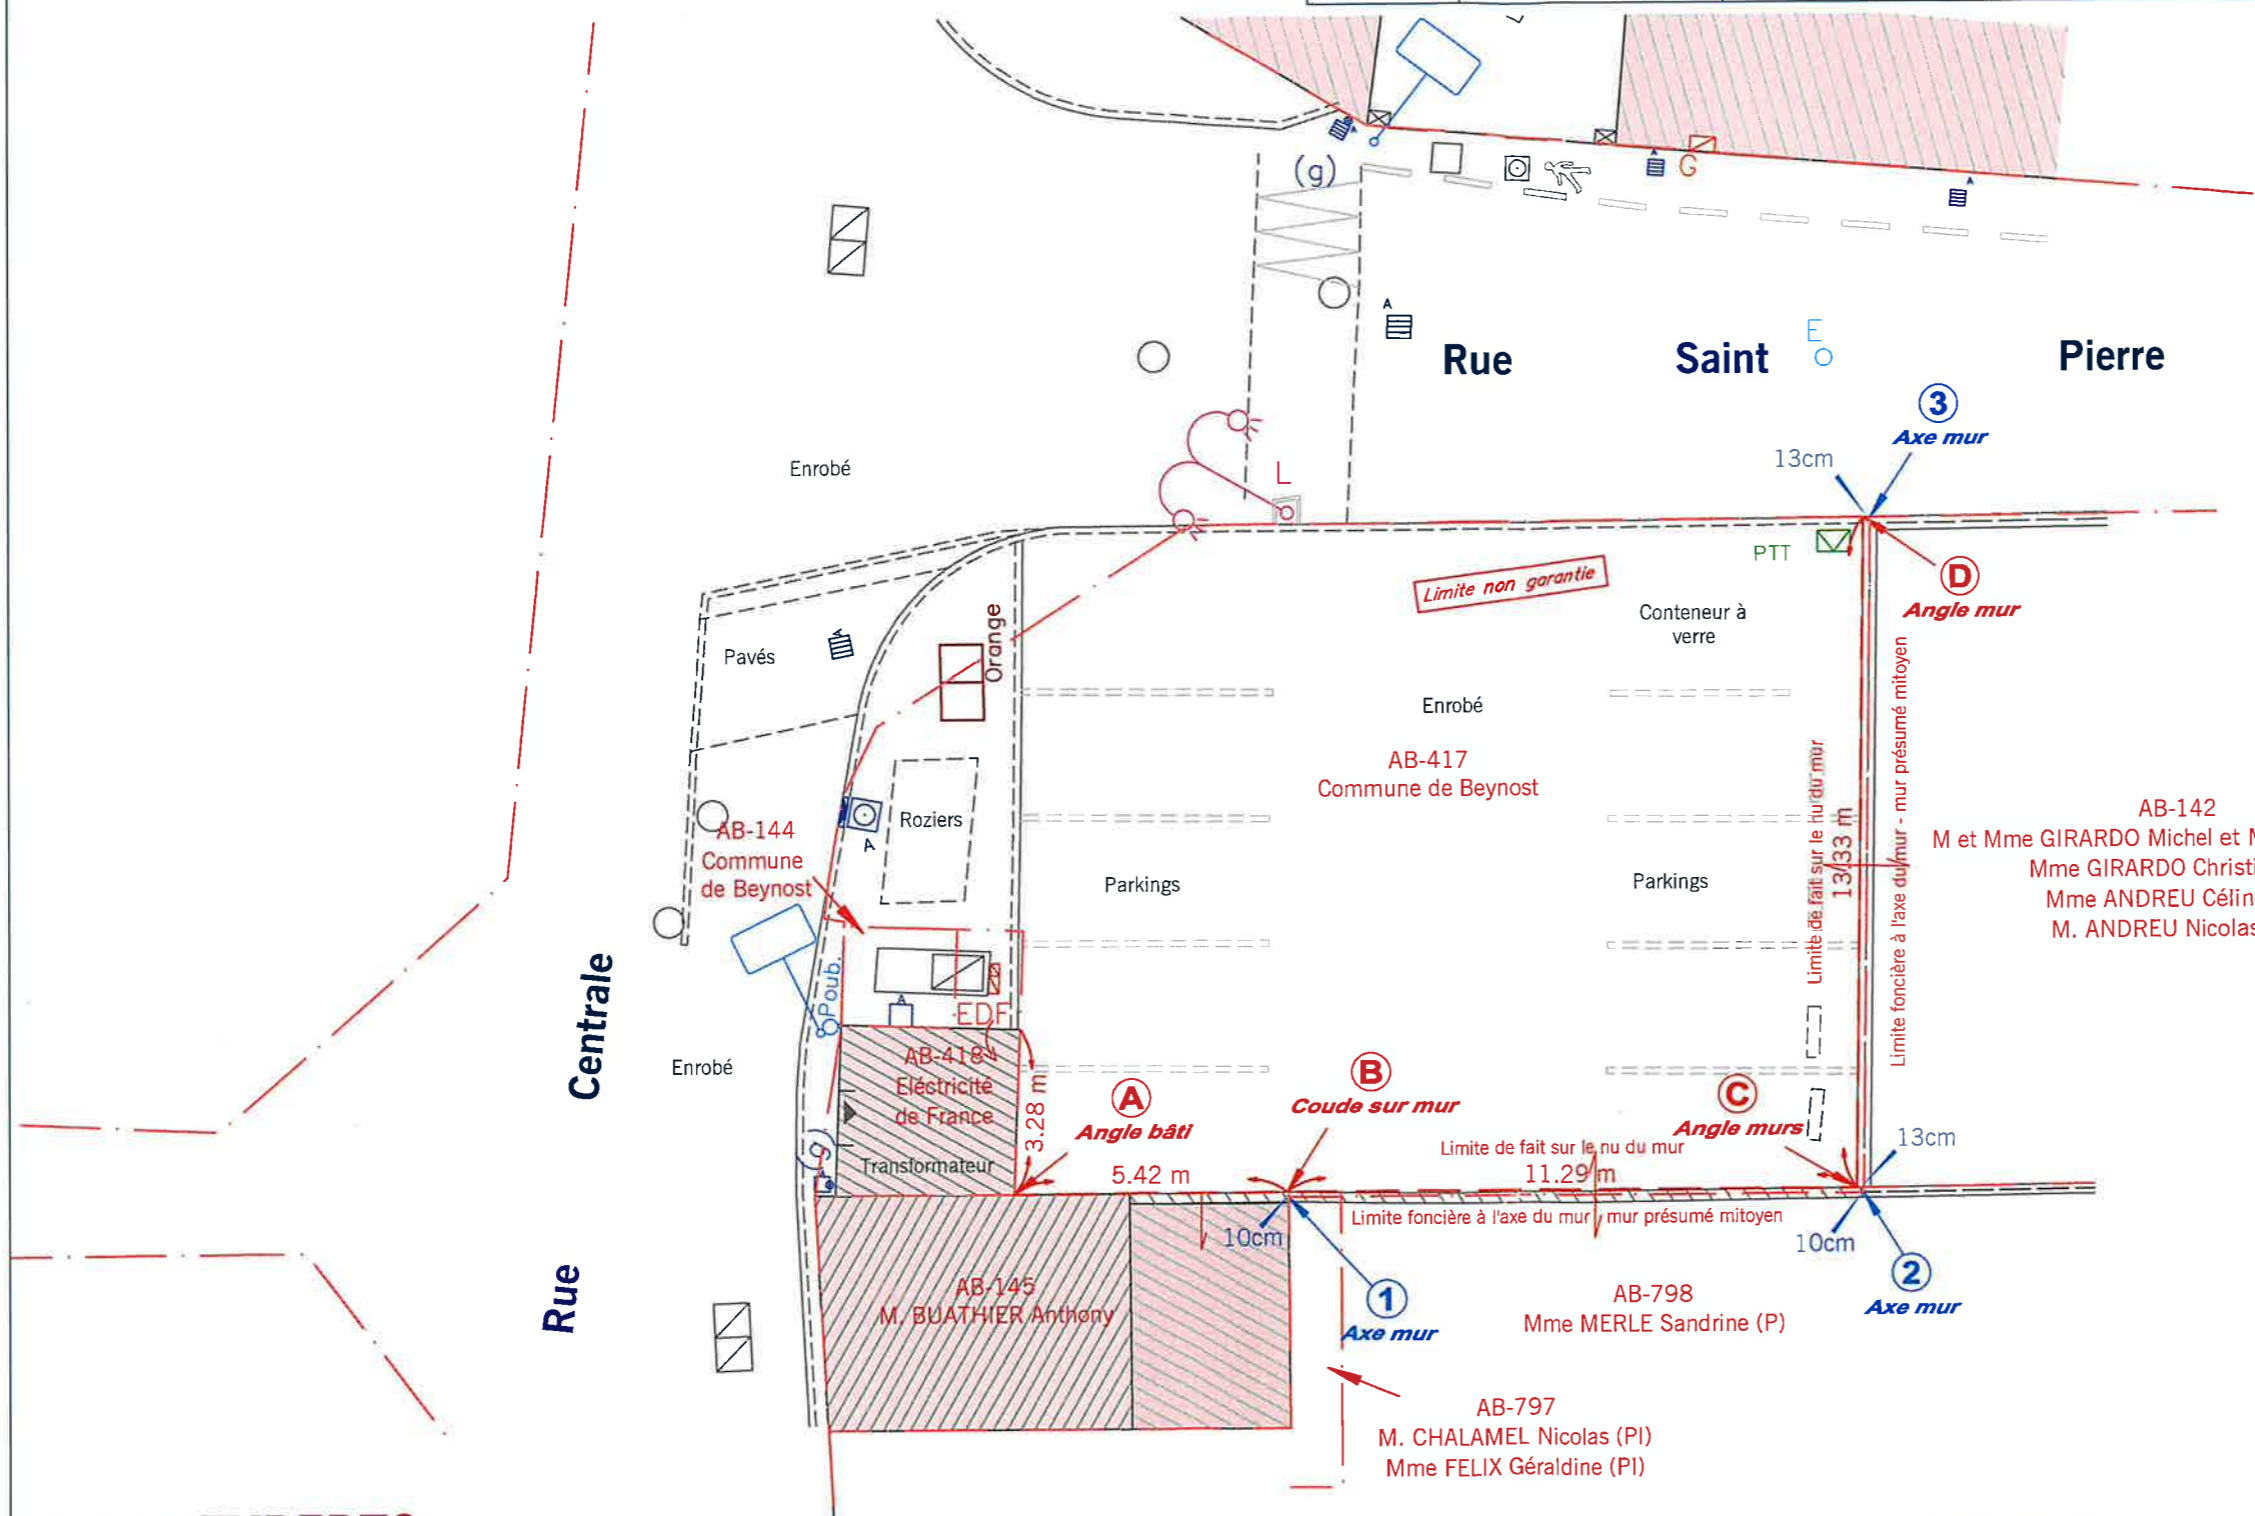 (g)
A
G
A
A
Rue Saint Pierre
E
3
Axe mur
13cm
Enrobé
L
PTT
D
Angle mur
Limite non garantie
Conteneur à
verre
Orange
Pavés
A
Enrobé
AB-417
Commune de Beynost
Limite de fait sur le nu du mur
13.33 m
Limite foncière à l'axe du mur - mur présumé mitoyen
AB-142
M et Mme GIRARDO Michel et
Mme GIRARDO
Mme ANDREU
M. ANDREU Nicolas
Roziers
A
AB-144
Commune
de Beynost
Parkings
Parkings
Poub.
A
EDF
Rue Centrale
Enrobé
AB-418
Eléctricité
de France
Transformateur
(g)
3.28 m
A
Angle bâti
B
Coude sur mur
C
Angle murs
13cm
5.42 m
Limite de fait sur le nu du mur
11.29 m
Limite foncière à l'axe du mur - mur présumé mitoyen
10cm
10cm
1
Axe mur
2
Axe mur
AB-145
M. BUATHIER Anthony
AB-798
Mme MERLE Sandrine (P)
AB-797
M. CHALAMEL Nicolas (PI)
Mme FELIX Géraldine (PI)